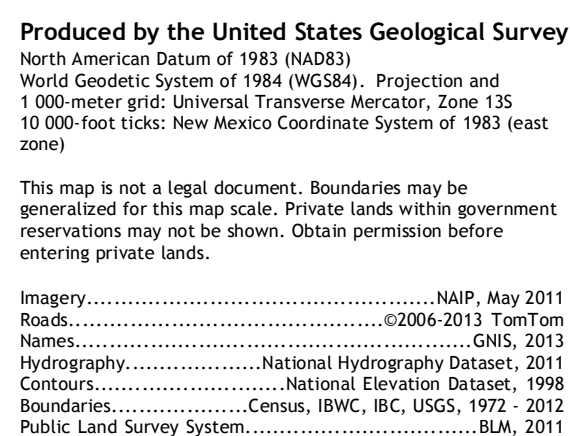 Produced by the United States Geological Survey
North American Datum of 1983 (NAD83)
World Geodetic System of 1984 (WGS84).  Projection and
1 000-meter grid: Universal Transverse Mercator, Zone 13S
10 000-foot ticks: New Mexico Coordinate System of 1983 (east
zone)
This map is not a legal document. Boundaries may be
generalized for this map scale. Private lands within government
reservations may not be shown. Obtain permission before
entering private lands.
Imagery...................................................NAIP, May 2011
Roads..............................................©2006-2013 TomTom
Names..........................................................GNIS, 2013
Hydrography....................National Hydrography Dataset, 2011
Contours............................National Elevation Dataset, 1998
Boundaries....................Census, IBWC, IBC, USGS, 1972 - 2012
Public Land Survey System..................................BLM, 2011